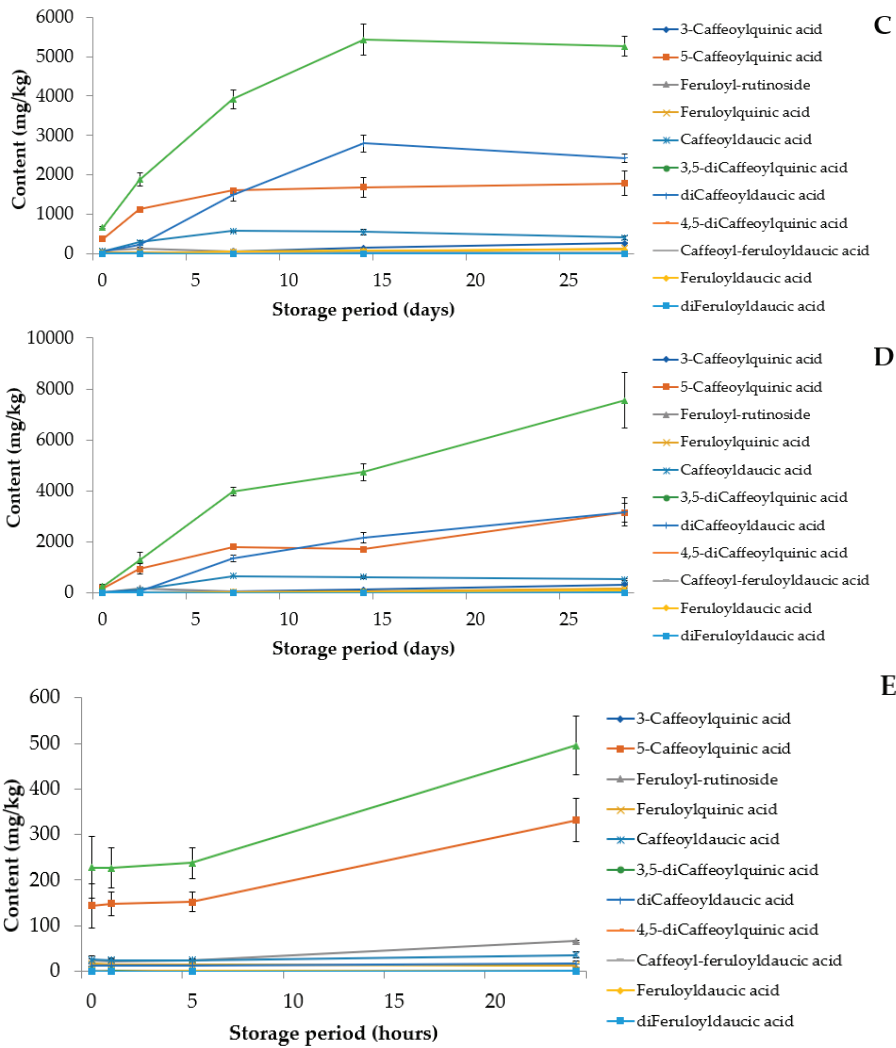 C
6000
5000
4000
3000
2000
1000
0
Content (mg/kg)
0 5 10 15 20 25
Storage period (days)
3-Caffeoylquinic acid
5-Caffeoylquinic acid
Feruloyl-rutinoside
Feruloylquinic acid
Caffeoyldaucic acid
3,5-diCaffeoylquinic acid
diCaffeoyldaucic acid
4,5-diCaffeoylquinic acid
Caffeoyl-feruloyldaucic acid
Feruloyldaucic acid
diFeruloyldaucic acid
D
10000
8000
6000
4000
2000
0
Content (mg/kg)
0 5 10 15 20 25
Storage period (days)
3-Caffeoylquinic acid
5-Caffeoylquinic acid
Feruloyl-rutinoside
Feruloylquinic acid
Caffeoyldaucic acid
3,5-diCaffeoylquinic acid
diCaffeoyldaucic acid
4,5-diCaffeoylquinic acid
Caffeoyl-feruloyldaucic acid
Feruloyldaucic acid
diFeruloyldaucic acid
E
600
500
400
300
200
100
0
Content (mg/kg)
0 5 10 15 20
Storage period (hours)
3-Caffeoylquinic acid
5-Caffeoylquinic acid
Feruloyl-rutinoside
Feruloylquinic acid
Caffeoyldaucic acid
3,5-diCaffeoylquinic acid
diCaffeoyldaucic acid
4,5-diCaffeoylquinic acid
Caffeoyl-feruloyldaucic acid
Feruloyldaucic acid
diFeruloyldaucic acid